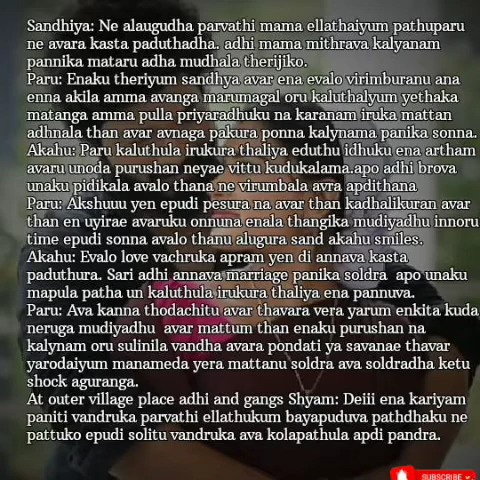 Sandhiya: Ne alaugudha parvathi mama ellathaiyum pathuparu
ne avara kasta paduthadha. adhi mama mithrava kalyanam
pannika mataru adha mudhala therijiko.
Paru: Enaku theriyum sandhya avar ena evalo virimburanu ana
enna akila amma avanga marumagal oru kaluthalyum yethaka
matanga amma pulla priyaradhuku na karanam iruka mattan
adhnala than avar avnaga pakura ponna kalynama panika sonna.
Akahu: Paru kaluthula irukura thaliya eduthu idhuku ena artham
avaru unoda purushan neyae vittu kudukalama.apo adhi brova
unaku pidikala avalo thana ne virumbala avra apdithana
Paru: Akshuuu yen epudi pesura na avar than kadhalikuran avar
than en uyirae avaruku onnuna enala thangika mudiyadhu innoru
time epudi sonna avalo thanu alugura sand akahu smiles.
Akahu: Evalo love vachruka apram yen di annava kasta
paduthura. Sari adhi annava marriage panika soldra apo unaku
mapula patha un kaluthula irukura thaliya ena pannuva.
Paru: Ava kanna thodachitu avar thavara vera yarum enkita kuda
neruga mudiyadhu avar mattum than enaku purushan na
kalynam oru sulinila vandha avara pondati ya savanae thavar
yarodaiyum manameda yera mattanu soldra ava soldradha ketu
shock aguranga.
At outer village place adhi and gangs Shyam: Deiii ena kariyam
paniti vandruka parvathi ellathukum bayapuduva pathdhaku ne
pattuko epudi solitu vandruka ava kolapathula apdi pandra.
SUBSCRIBE